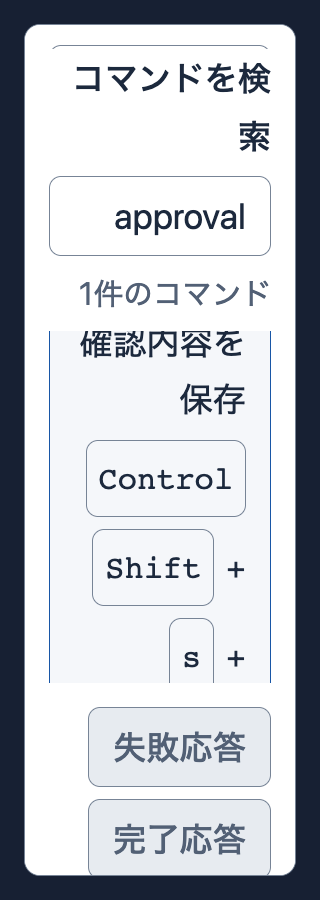 コマンドを検
索
approval
1件のコマンド
確認内容を
保存
Control
Shift +
s +
失敗応答
完了応答